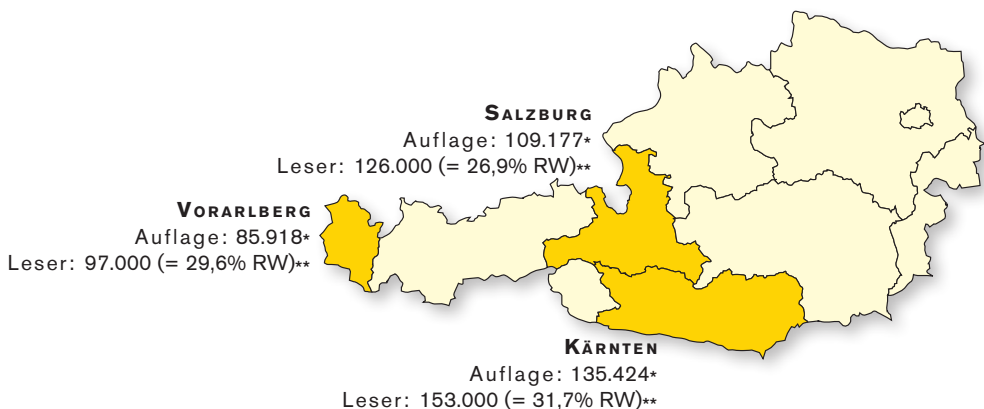 SALZBURG
Auflage: 109.177*
Leser: 126.000 (= 26,9% RW)**
VORARLBERG
Auflage: 85.918*
Leser: 97.000 (= 29,6% RW)**
KÄRNTEN
Auflage: 135.424*
Leser: 153.000 (= 31,7% RW)**